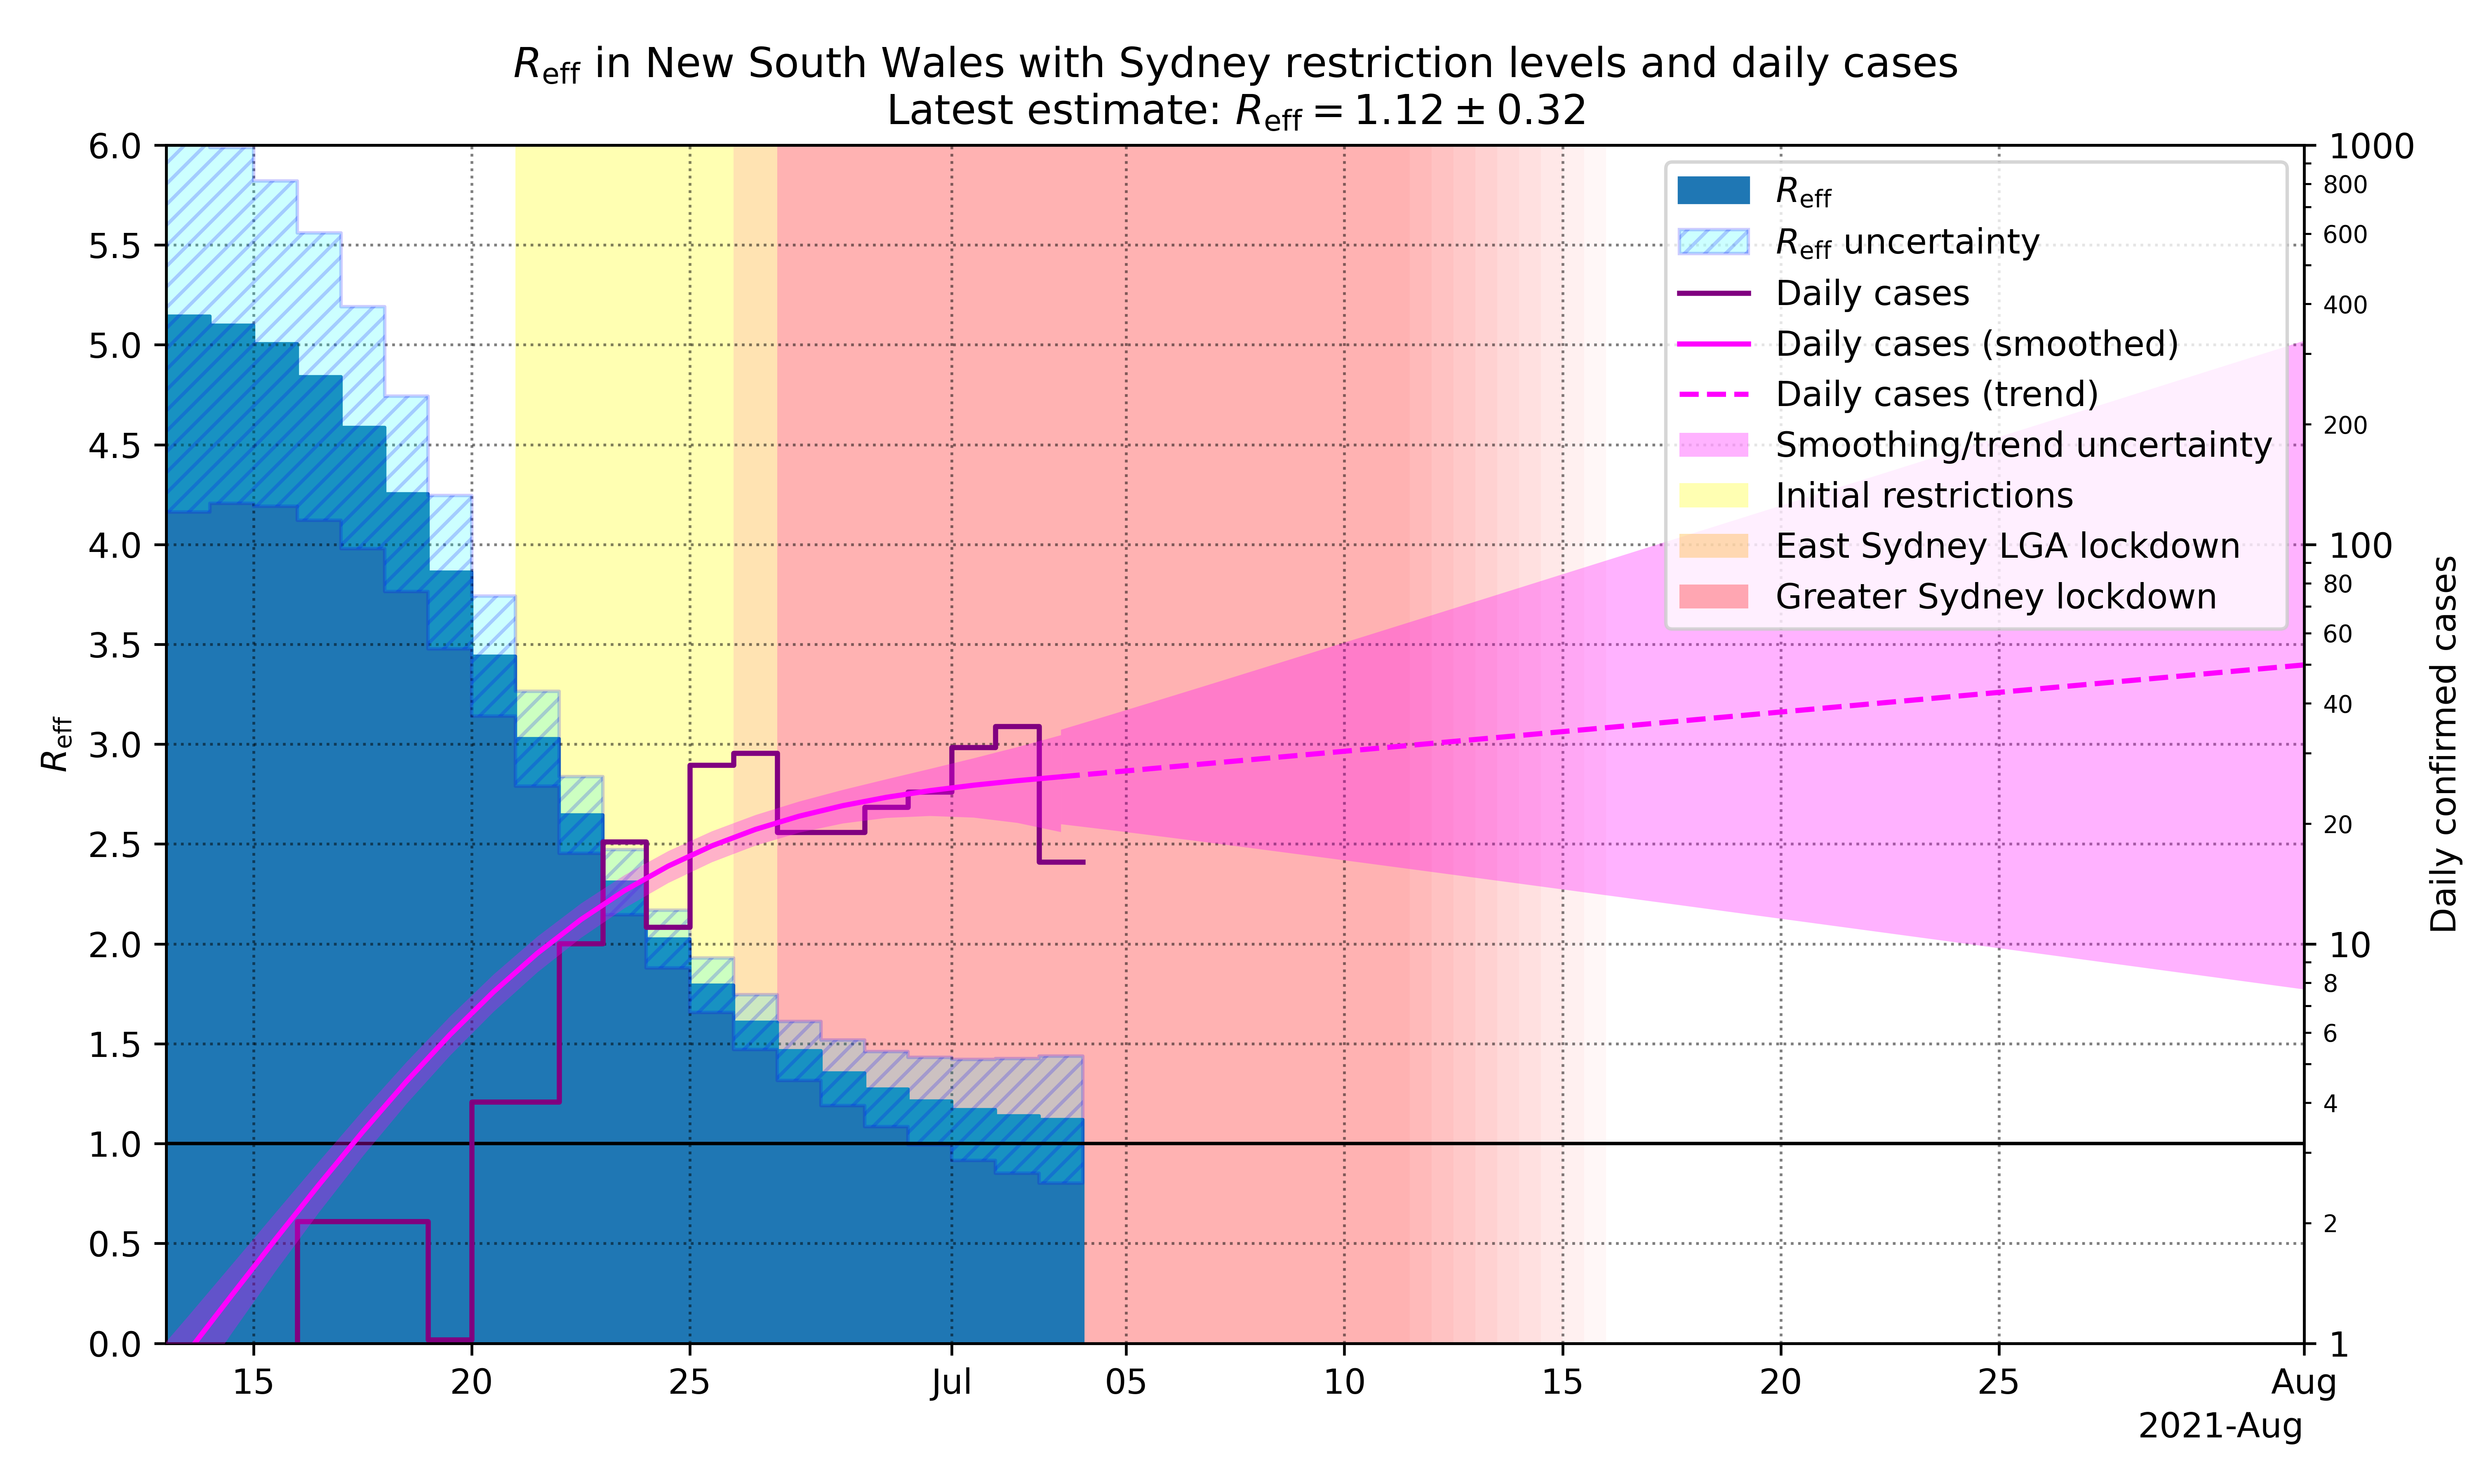 R_eff in New South Wales with Sydney restriction levels and daily cases
Latest estimate: R_eff = 1.12 ± 0.32
6.0
5.5
5.0
4.5
4.0
3.5
3.0
2.5
2.0
1.5
1.0
0.5
0.0
R_eff
R_eff
R_eff uncertainty
Daily cases
Daily cases (smoothed)
Daily cases (trend)
Smoothing/trend uncertainty
Initial restrictions
East Sydney LGA lockdown
Greater Sydney lockdown
1000
800
600
400
200
100
80
60
40
20
10
8
6
4
2
1
Daily confirmed cases
15 20 25 Jul 05 10 15 20 25 Aug
2021-Aug